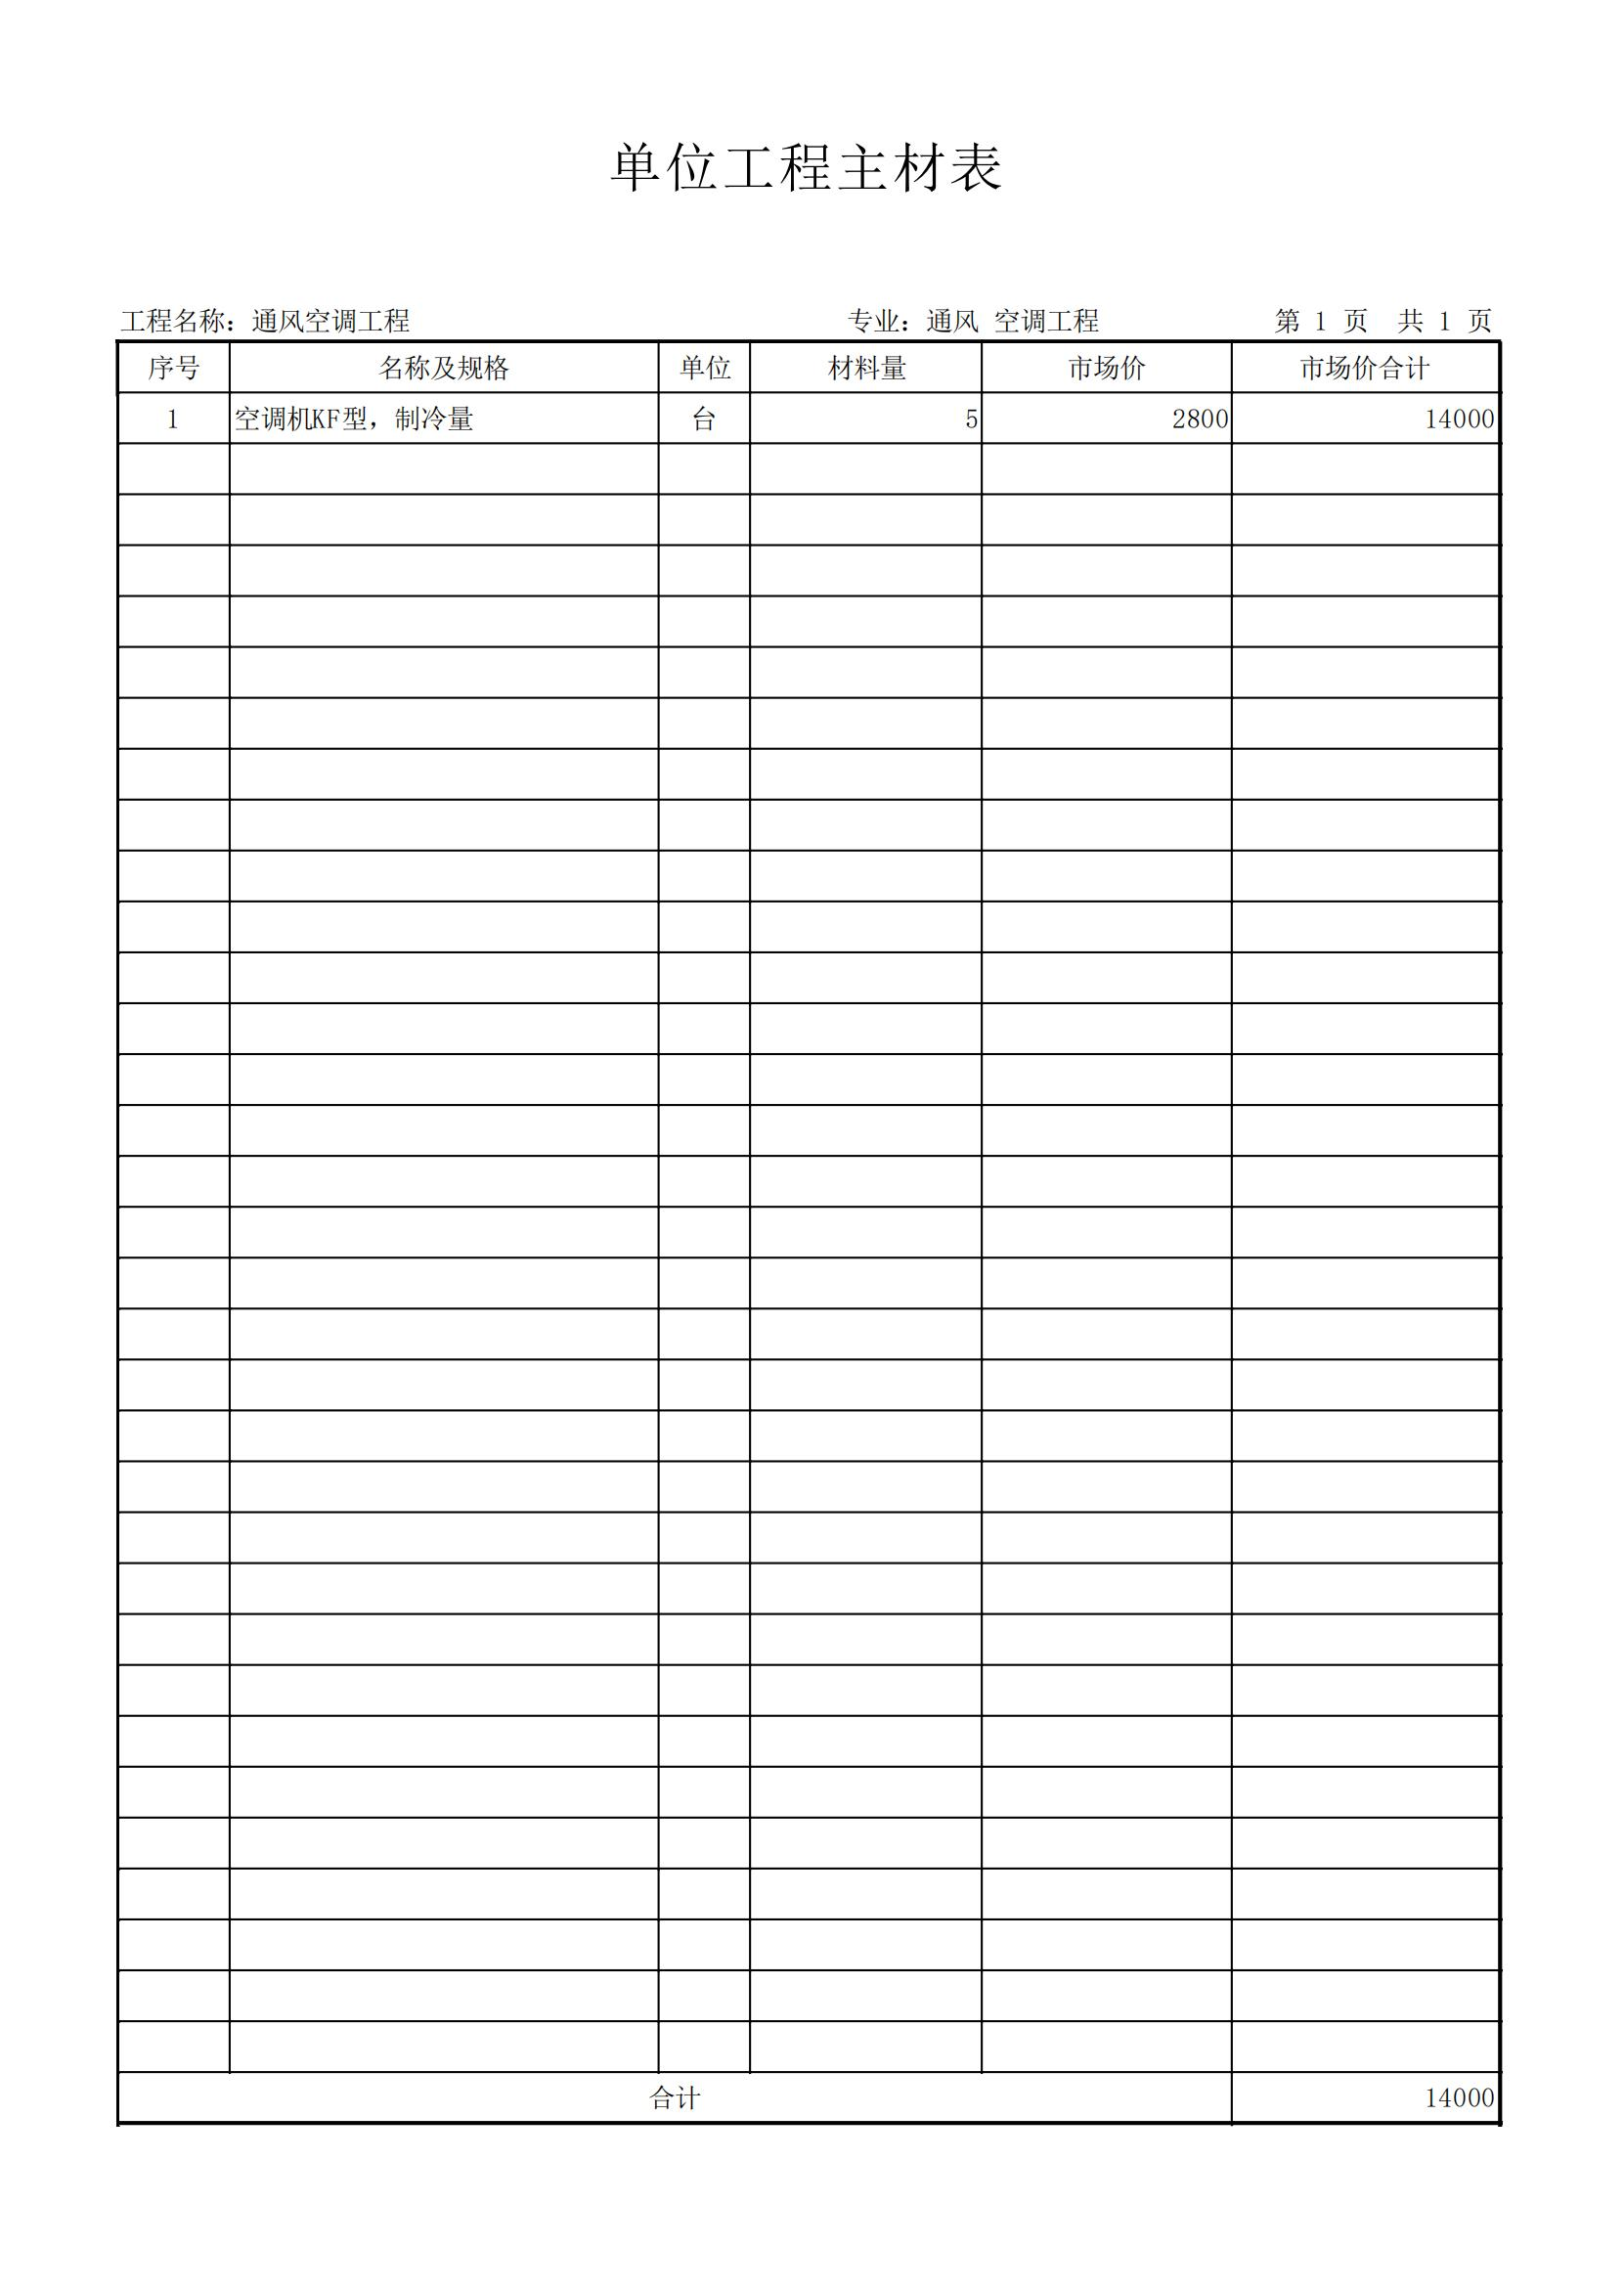 单位工程主材表
工程名称：通风空调工程 专业：通风 空调工程 第 1 页 共 1 页
序号 名称及规格 单位 材料量 市场价 市场价合计
1 空调机KF型，制冷量 台 5 2800 14000
合计 14000